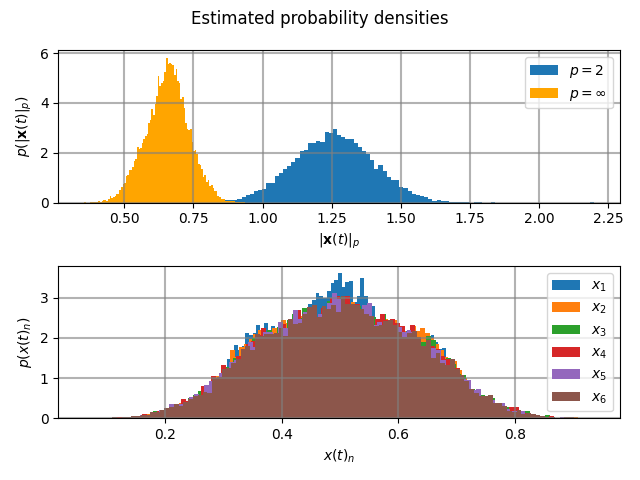 Estimated probability densities
p(|x(t)|ₚ)
6
4
2
0
p = 2
p = ∞
0.50 0.75 1.00 1.25 1.50 1.75 2.00 2.25
|x(t)|ₚ
p(x(t)ₙ)
3
2
1
0
x₁
x₂
x₃
x₄
x₅
x₆
0.2 0.4 0.6 0.8
x(t)ₙ